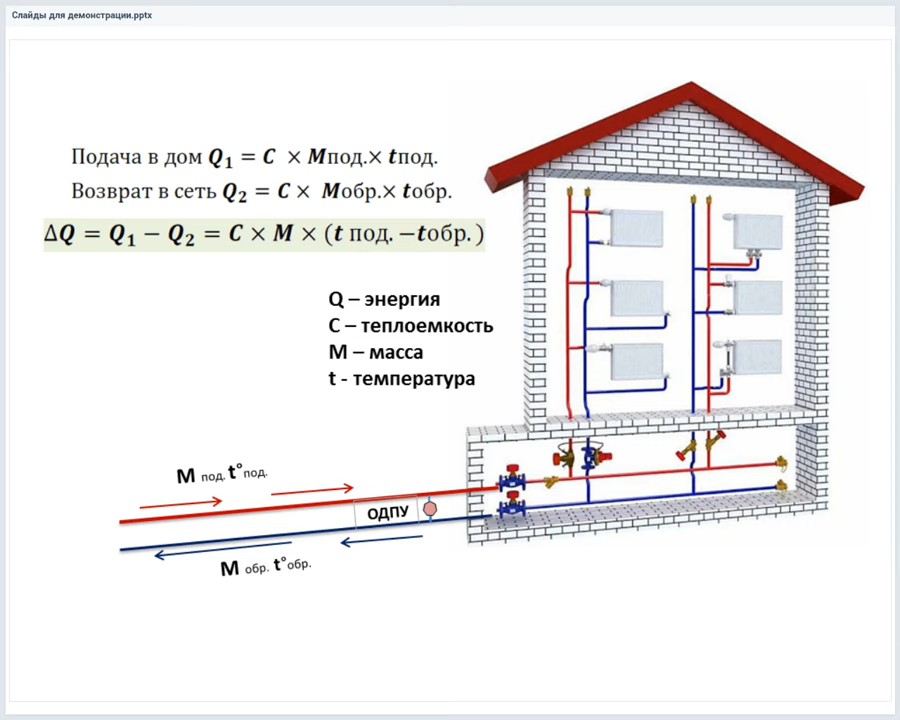 Слайды для демонстрации.pptx
Подача в дом Q₁ = C × Mпод.× tпод.
Возврат в сеть Q₂ = C × Mобр.× tобр.
ΔQ = Q₁ − Q₂ = C × M × (t под. −tобр. )
Q – энергия
C – теплоемкость
М – масса
t - температура
М под. t°под.
ОДПУ
М обр. t°обр.